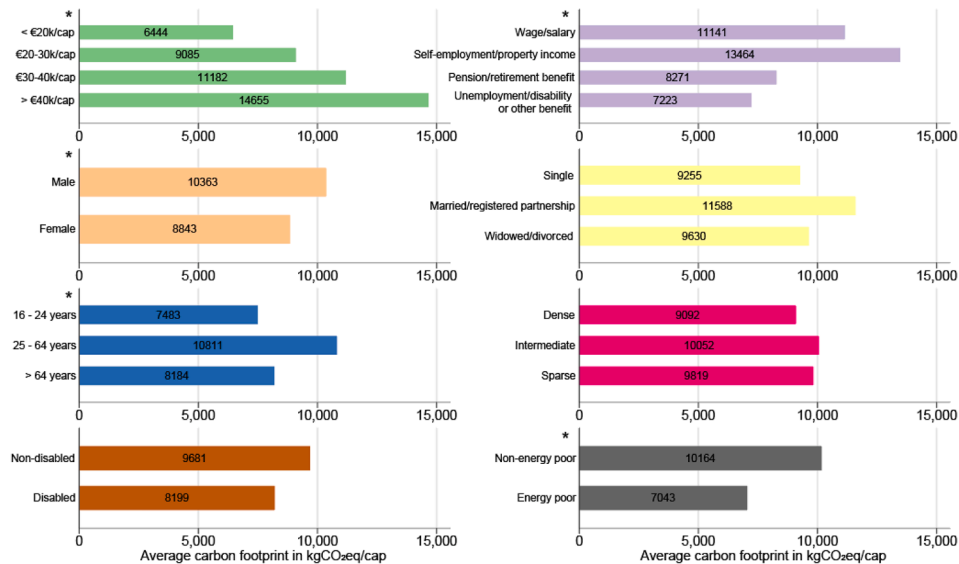 *
< €20k/cap 6444
€20-30k/cap 9085
€30-40k/cap 11182
> €40k/cap 14655
0 5,000 10,000 15,000
*
Wage/salary 11141
Self-employment/property income 13464
Pension/retirement benefit 8271
Unemployment/disability
or other benefit 7223
0 5,000 10,000 15,000
*
Male 10363
Female 8843
0 5,000 10,000 15,000
Single 9255
Married/registered partnership 11588
Widowed/divorced 9630
0 5,000 10,000 15,000
*
16 - 24 years 7483
25 - 64 years 10811
> 64 years 8184
0 5,000 10,000 15,000
Dense 9092
Intermediate 10052
Sparse 9819
0 5,000 10,000 15,000
Non-disabled 9681
Disabled 8199
0 5,000 10,000 15,000
Average carbon footprint in kgCO₂eq/cap
*
Non-energy poor 10164
Energy poor 7043
0 5,000 10,000 15,000
Average carbon footprint in kgCO₂eq/cap